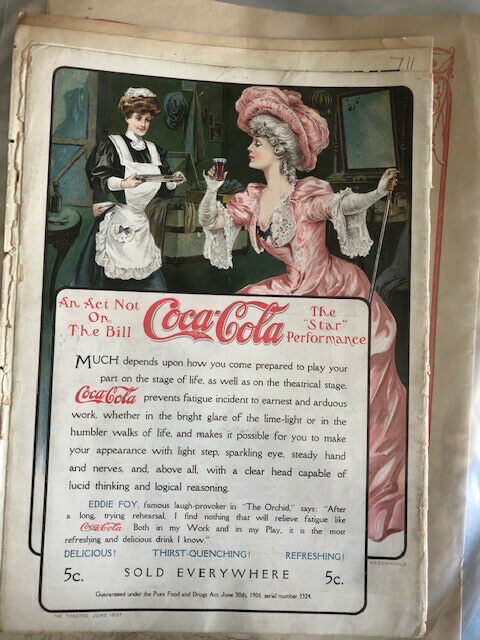 711
An Act Not
On
The Bill
Coca-Cola
The
"Star"
Performance
MUCH depends upon how you come prepared to play your
part on the stage of life, as well as on the theatrical stage.
Coca-Cola prevents fatigue incident to earnest and arduous
work, whether in the bright glare of the lime-light or in the
humbler walks of life, and makes it possible for you to make
your appearance with light step, sparkling eye, steady hand
and nerves, and, above all, with a clear head capable of
lucid thinking and logical reasoning.
EDDIE FOY, famous laugh-provoker in "The Orchid," says: "After
a long, trying rehearsal, I find nothing that will relieve fatigue like
Coca-Cola. Both in my Work and in my Play, it is the most
refreshing and delicious drink I know."
DELICIOUS! THIRST-QUENCHING! REFRESHING!
5c. SOLD EVERYWHERE 5c.
Guaranteed under the Pure Food and Drugs Act, June 30th, 1906, serial number 3324.
THE THEATRE JUNE 1907
MASSENGALE